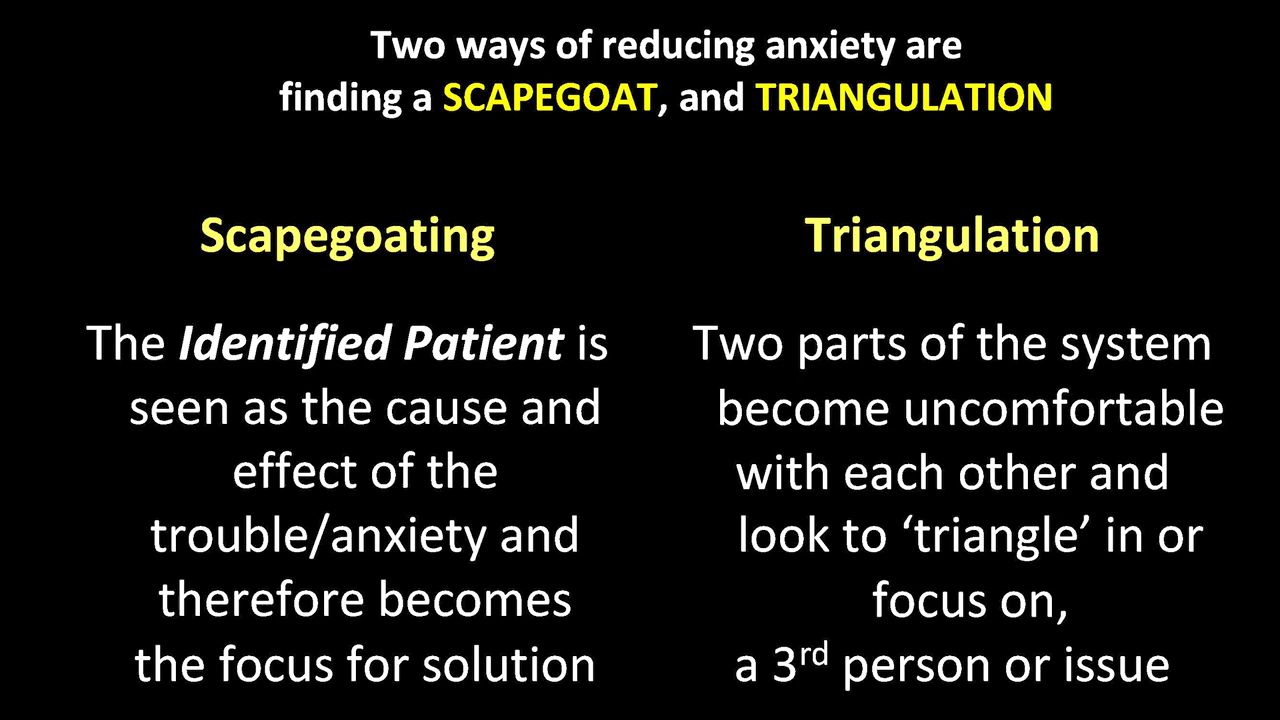 Two ways of reducing anxiety are
finding a SCAPEGOAT, and TRIANGULATION
Scapegoating
The Identified Patient is
seen as the cause and
effect of the
trouble/anxiety and
therefore becomes
the focus for solution
Triangulation
Two parts of the system
become uncomfortable
with each other and
look to ‘triangle’ in or
focus on,
a 3rd person or issue